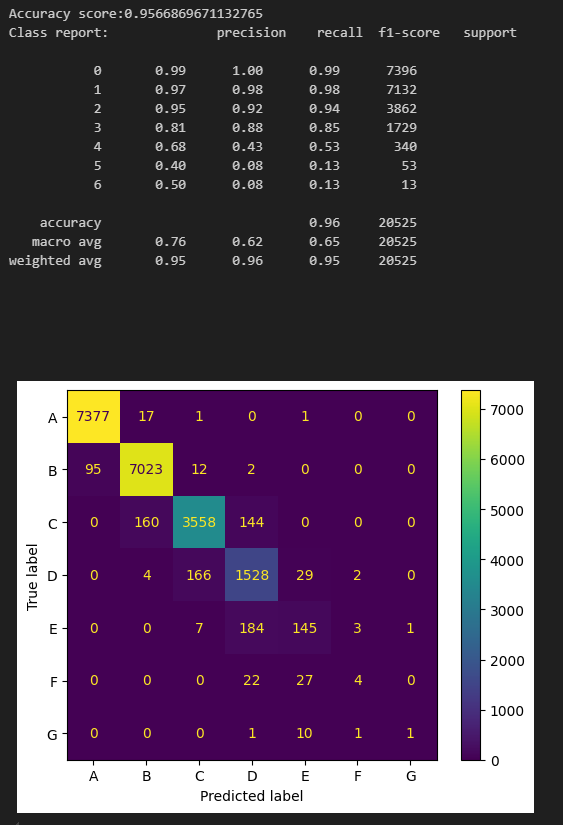 Accuracy score:0.9566869671132765
Class report: precision recall f1-score support
0 0.99 1.00 0.99 7396
1 0.97 0.98 0.98 7132
2 0.95 0.92 0.94 3862
3 0.81 0.88 0.85 1729
4 0.68 0.43 0.53 340
5 0.40 0.08 0.13 53
6 0.50 0.08 0.13 13
accuracy 0.96 20525
macro avg 0.76 0.62 0.65 20525
weighted avg 0.95 0.96 0.95 20525
A 7377 17 1 0 1 0 0
B 95 7023 12 2 0 0 0
C 0 160 3558 144 0 0 0
D 0 4 166 1528 29 2 0
E 0 0 7 184 145 3 1
F 0 0 0 22 27 4 0
G 0 0 0 1 10 1 1
A B C D E F G
Predicted label
True label
7000
6000
5000
4000
3000
2000
1000
0